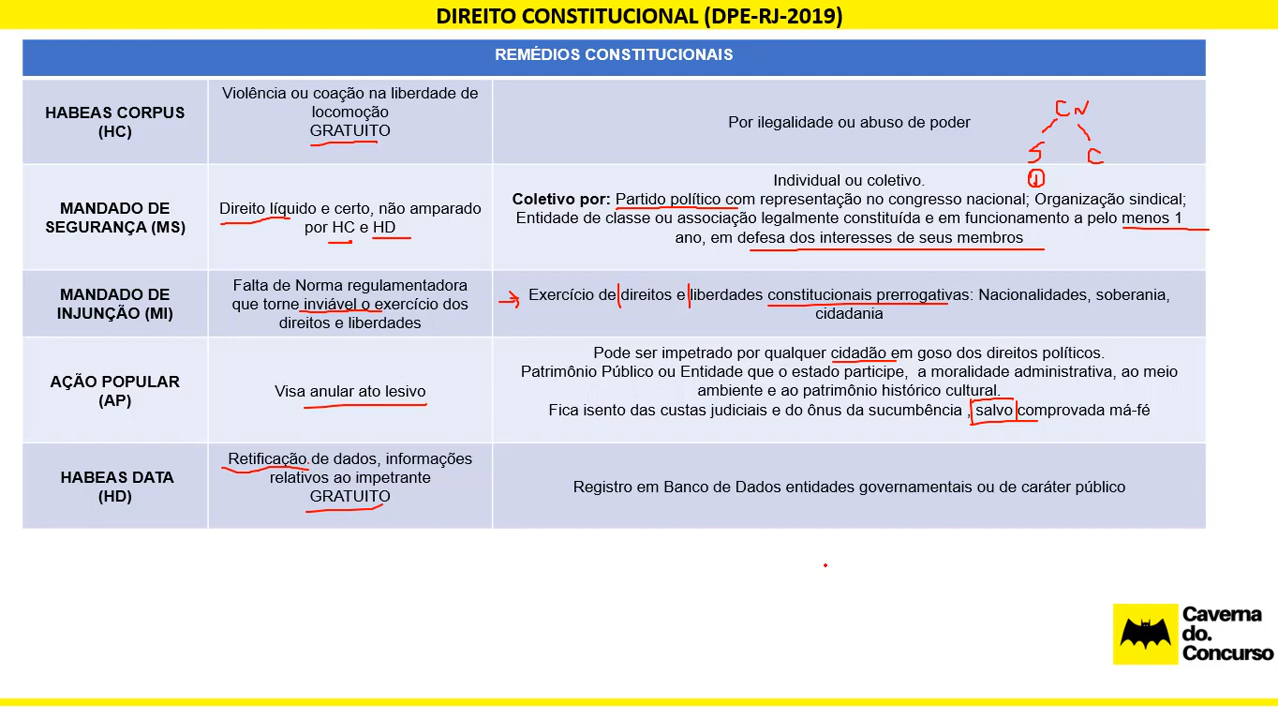 DIREITO CONSTITUCIONAL (DPE-RJ-2019)
REMÉDIOS CONSTITUCIONAIS
HABEAS CORPUS
(HC)
Violência ou coação na liberdade de
locomoção
GRATUITO
Por ilegalidade ou abuso de poder
CN
S C
1
MANDADO DE
SEGURANÇA (MS)
Direito líquido e certo, não amparado
por HC e HD
Individual ou coletivo.
Coletivo por: Partido político com representação no congresso nacional; Organização sindical;
Entidade de classe ou associação legalmente constituída e em funcionamento a pelo menos 1
ano, em defesa dos interesses de seus membros
MANDADO DE
INJUNÇÃO (MI)
Falta de Norma regulamentadora
que torne inviável o exercício dos
direitos e liberdades
Exercício de direitos e liberdades constitucionais prerrogativas: Nacionalidades, soberania,
cidadania
AÇÃO POPULAR
(AP)
Visa anular ato lesivo
Pode ser impetrado por qualquer cidadão em goso dos direitos políticos.
Patrimônio Público ou Entidade que o estado participe, a moralidade administrativa, ao meio
ambiente e ao patrimônio histórico cultural.
Fica isento das custas judiciais e do ônus da sucumbência , salvo comprovada má-fé
HABEAS DATA
(HD)
Retificação de dados, informações
relativos ao impetrante
GRATUITO
Registro em Banco de Dados entidades governamentais ou de caráter público
Caverna
do.
Concurso